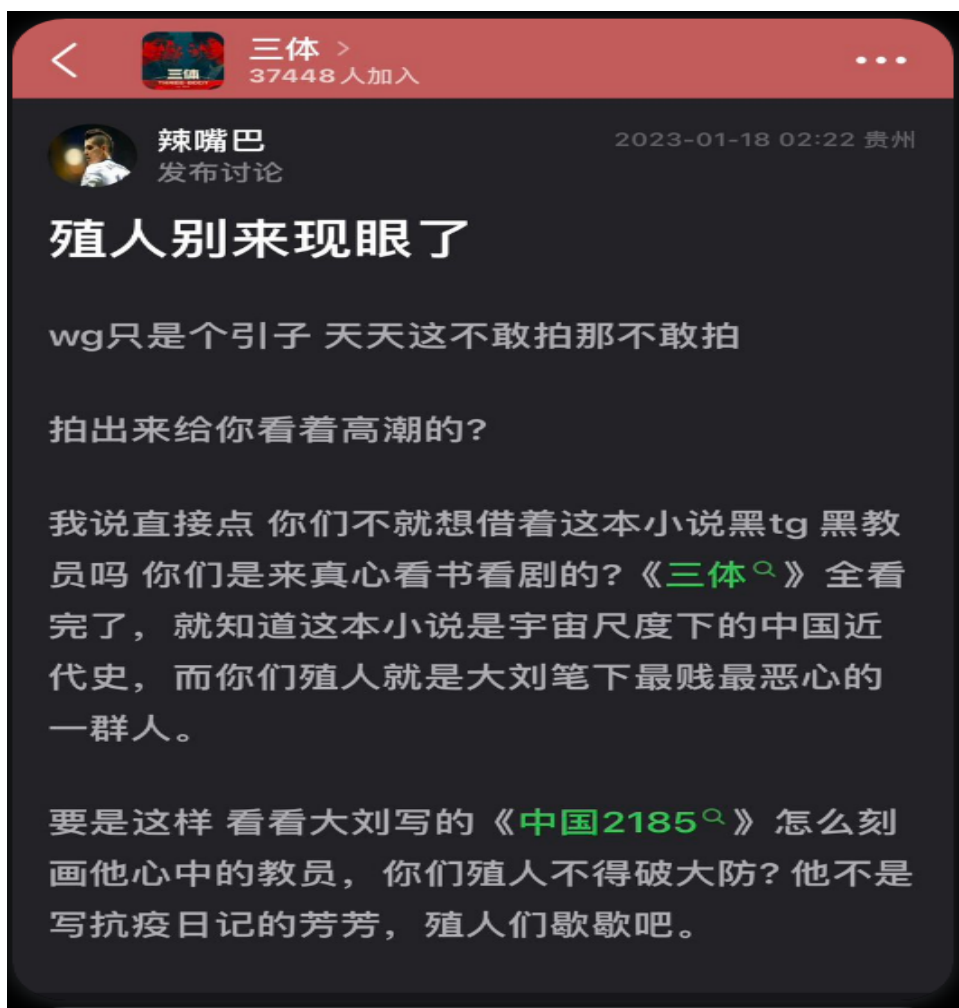 三体 >
37448人加入
三体
辣嘴巴
2023-01-18 02:22 贵州
发布讨论
殖人别来现眼了
wg只是个引子 天天这不敢拍那不敢拍
拍出来给你看着高潮的?
我说直接点 你们不就想借着这本小说黑tg 黑教
员吗 你们是来真心看书看剧的?《三体》全看
完了，就知道这本小说是宇宙尺度下的中国近
代史，而你们殖人就是大刘笔下最贱最恶心的
一群人。
要是这样 看看大刘写的《中国2185》怎么刻
画他心中的教员，你们殖人不得破大防? 他不是
写抗疫日记的芳芳，殖人们歇歇吧。